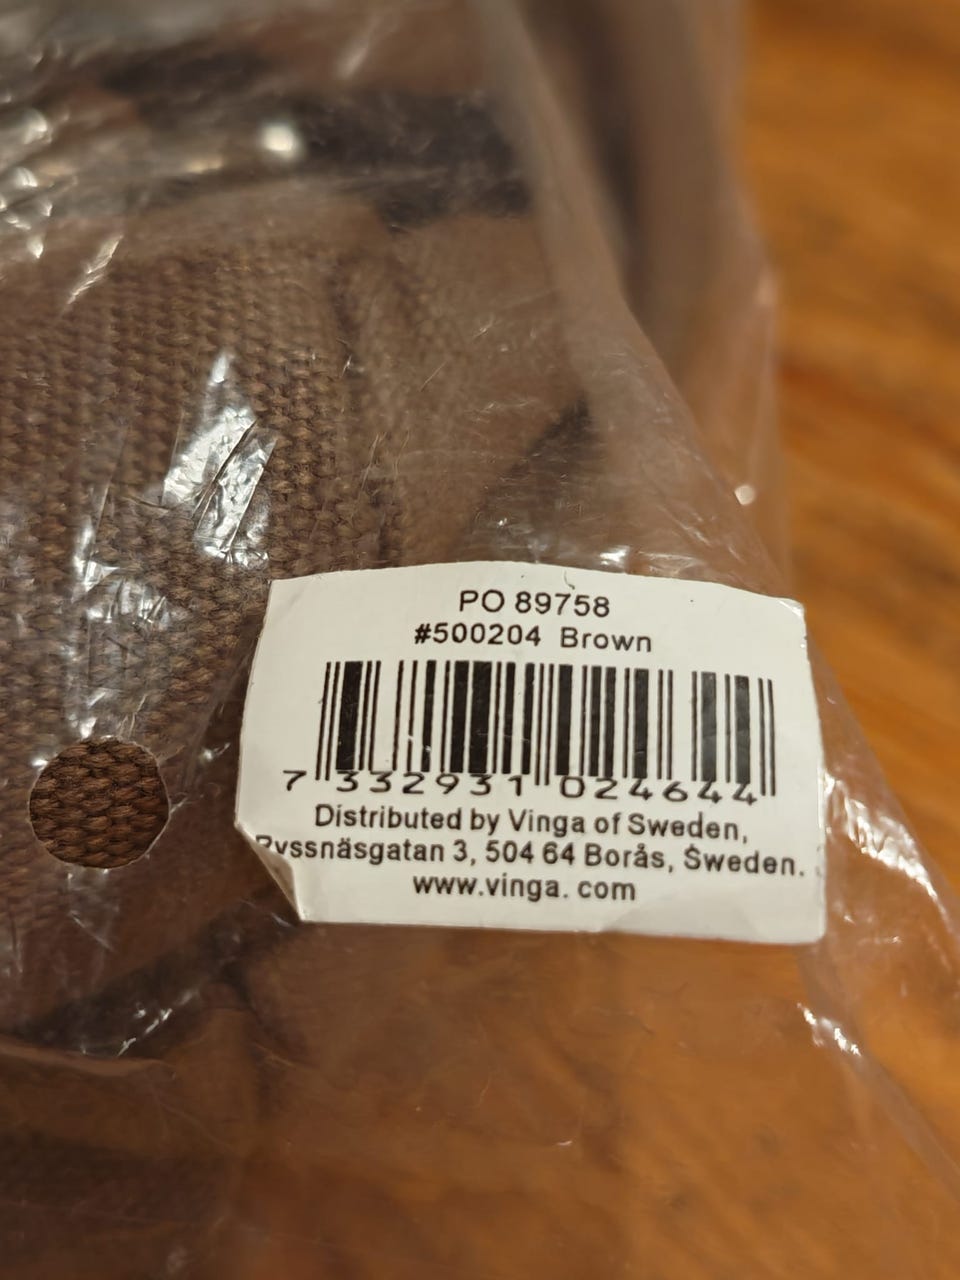 PO 89758
#500204 Brown
7 332931 024644
Distributed by Vinga of Sweden,
Ryssnäsgatan 3, 504 64 Borås, Sweden.
www.vinga. com